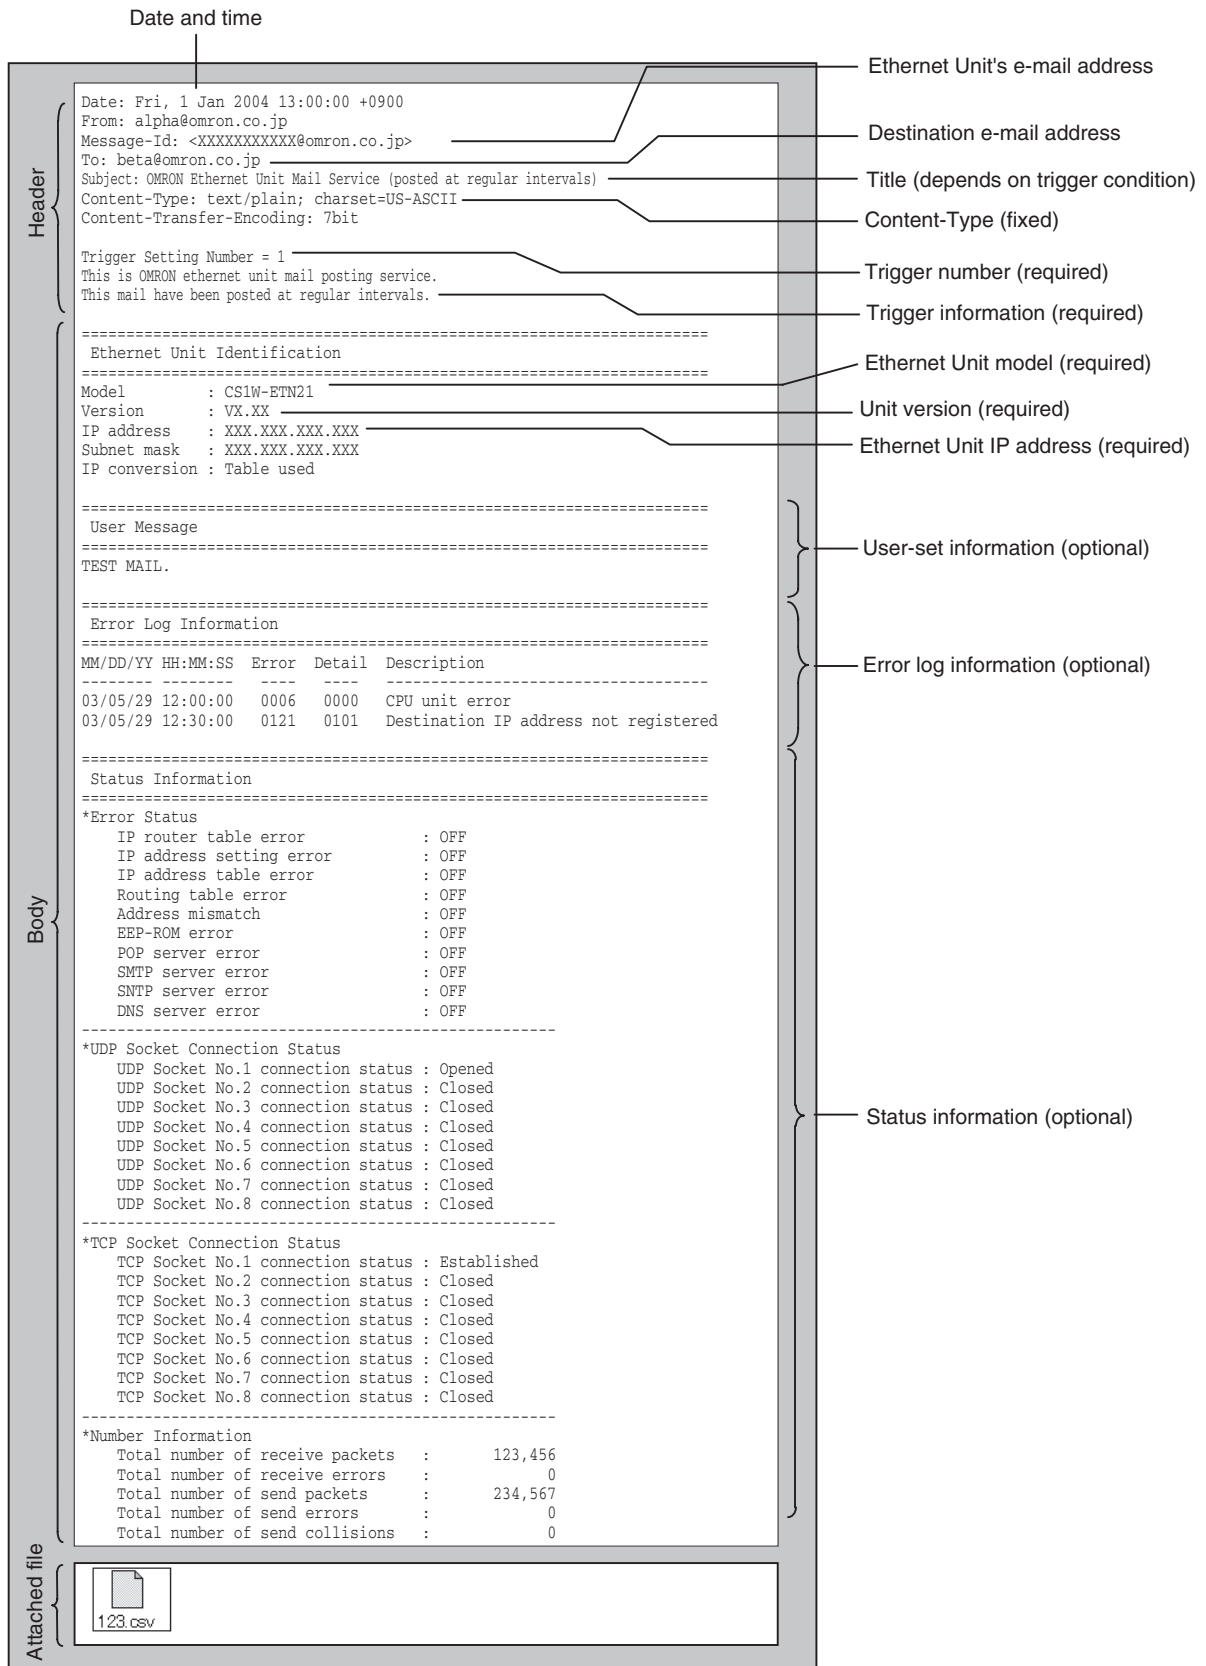 Date and time
Date: Fri, 1 Jan 2004 13:00:00 +0900
From: alpha@omron.co.jp
Message-Id: <XXXXXXXXXXX@omron.co.jp>
To: beta@omron.co.jp
Subject: OMRON Ethernet Unit Mail Service (posted at regular intervals)
Content-Type: text/plain; charset=US-ASCII
Content-Transfer-Encoding: 7bit
Trigger Setting Number = 1
This is OMRON ethernet unit mail posting service.
This mail have been posted at regular intervals.
Header
Ethernet Unit's e-mail address
Destination e-mail address
Title (depends on trigger condition)
Content-Type (fixed)
Trigger number (required)
Trigger information (required)
======================================================================
Ethernet Unit Identification
======================================================================
Model : CS1W-ETN21
Version : VX.XX
IP address : XXX.XXX.XXX.XXX
Subnet mask : XXX.XXX.XXX.XXX
IP conversion : Table used
Ethernet Unit model (required)
Unit version (required)
Ethernet Unit IP address (required)
======================================================================
User Message
======================================================================
TEST MAIL.
User-set information (optional)
======================================================================
Error Log Information
======================================================================
MM/DD/YY HH:MM:SS Error Detail Description
-------- -------- ---- ---- ------------------------------------
03/05/29 12:00:00 0006 0000 CPU unit error
03/05/29 12:30:00 0121 0101 Destination IP address not registered
Error log information (optional)
======================================================================
Status Information
======================================================================
*Error Status
IP router table error : OFF
IP address setting error : OFF
IP address table error : OFF
Routing table error : OFF
Address mismatch : OFF
EEP-ROM error : OFF
POP server error : OFF
SMTP server error : OFF
SNTP server error : OFF
DNS server error : OFF
-----------------------------------------------------
*UDP Socket Connection Status
UDP Socket No.1 connection status : Opened
UDP Socket No.2 connection status : Closed
UDP Socket No.3 connection status : Closed
UDP Socket No.4 connection status : Closed
UDP Socket No.5 connection status : Closed
UDP Socket No.6 connection status : Closed
UDP Socket No.7 connection status : Closed
UDP Socket No.8 connection status : Closed
-----------------------------------------------------
*TCP Socket Connection Status
TCP Socket No.1 connection status : Established
TCP Socket No.2 connection status : Closed
TCP Socket No.3 connection status : Closed
TCP Socket No.4 connection status : Closed
TCP Socket No.5 connection status : Closed
TCP Socket No.6 connection status : Closed
TCP Socket No.7 connection status : Closed
TCP Socket No.8 connection status : Closed
-----------------------------------------------------
*Number Information
Total number of receive packets : 123,456
Total number of receive errors : 0
Total number of send packets : 234,567
Total number of send errors : 0
Total number of send collisions : 0
Status information (optional)
Body
123.csv
Attached file